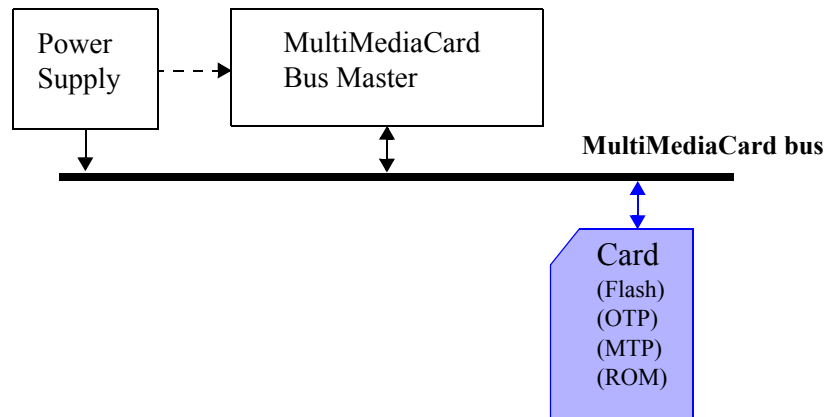 Power
Supply
MultiMediaCard
Bus Master
MultiMediaCard bus
Card
(Flash)
(OTP)
(MTP)
(ROM)